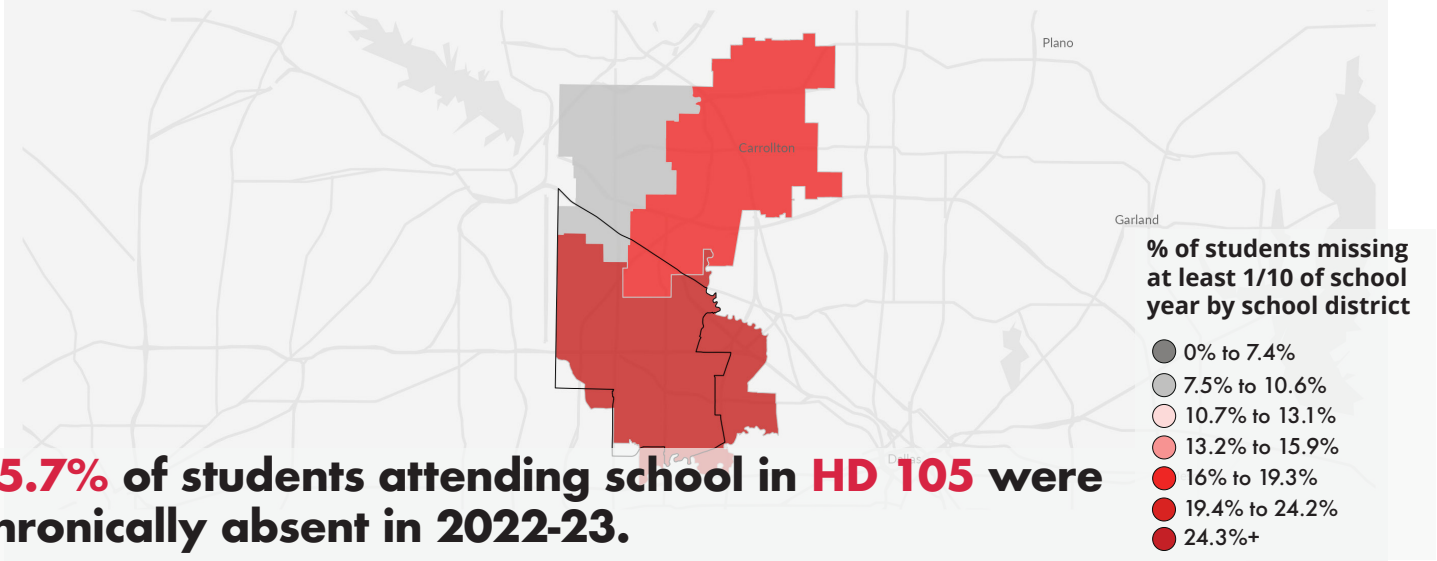 Plano
Carrollton
Garland
% of students missing
at least 1/10 of school
year by school district
0% to 7.4%
7.5% to 10.6%
10.7% to 13.1%
13.2% to 15.9%
16% to 19.3%
19.4% to 24.2%
24.3%+
Dallas
5.7% of students attending school in HD 105 were
hronically absent in 2022-23.